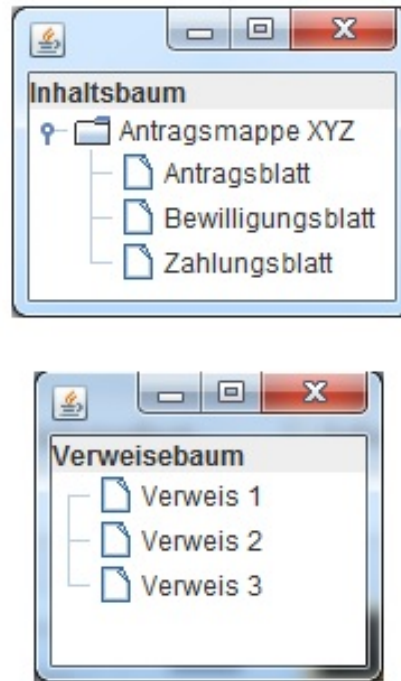 Inhaltsbaum
Antragsmappe XYZ
Antragsblatt
Bewilligungsblatt
Zahlungsblatt
Verweisebaum
Verweis 1
Verweis 2
Verweis 3